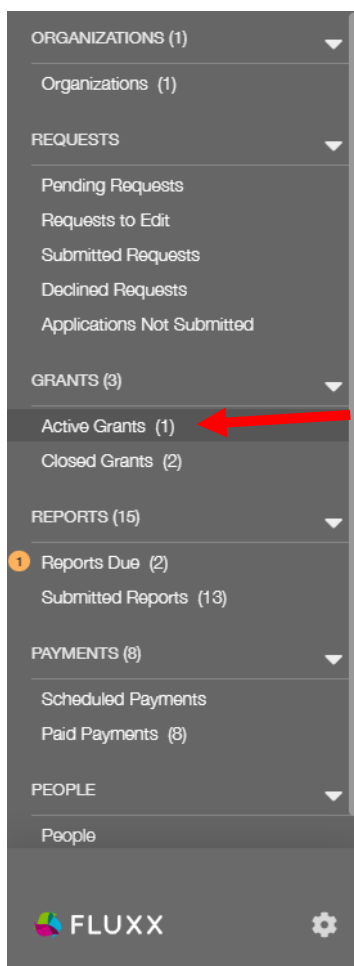 ORGANIZATIONS (1)
Organizations (1)
REQUESTS
Pending Requests
Requests to Edit
Submitted Requests
Declined Requests
Applications Not Submitted
GRANTS (3)
Active Grants (1)
Closed Grants (2)
REPORTS (15)
1 Reports Due (2)
Submitted Reports (13)
PAYMENTS (8)
Scheduled Payments
Paid Payments (8)
PEOPLE
People
FLUXX